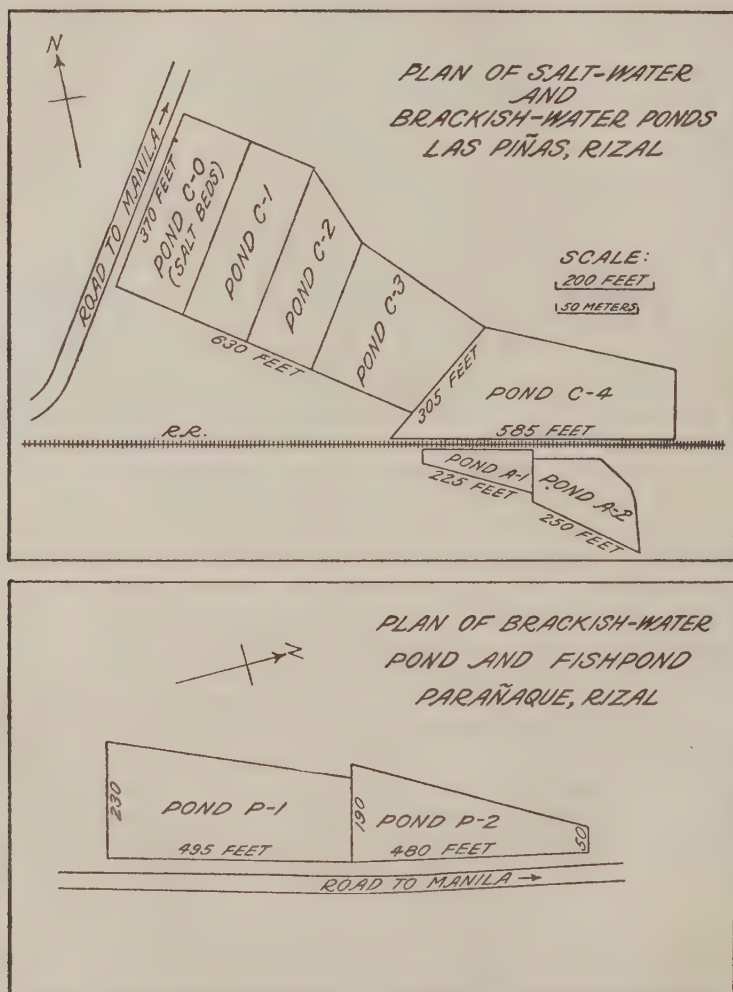 N
PLAN OF SALT-WATER
AND
BRACKISH-WATER PONDS
LAS PIÑAS, RIZAL
ROAD TO MANILA →
370 FEET
POND C-0
(SALT BEDS)
POND C-1
POND C-2
POND C-3
630 FEET
SCALE:
200 FEET
50 METERS
305 FEET
POND C-4
585 FEET
R.R.
POND A-1
225 FEET
POND A-2
250 FEET
PLAN OF BRACKISH-WATER
POND AND FISHPOND
PARAÑAQUE, RIZAL
N
230
POND P-1
495 FEET
190
POND P-2
480 FEET
50
ROAD TO MANILA →